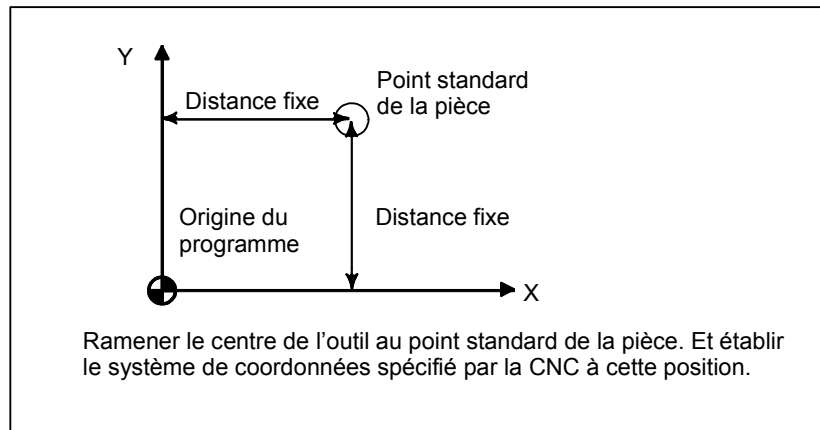 Y
Point standard
de la pièce
Distance fixe
Origine du
programme
Distance fixe
X
Ramener le centre de l’outil au point standard de la pièce. Et établir
le système de coordonnées spécifié par la CNC à cette position.